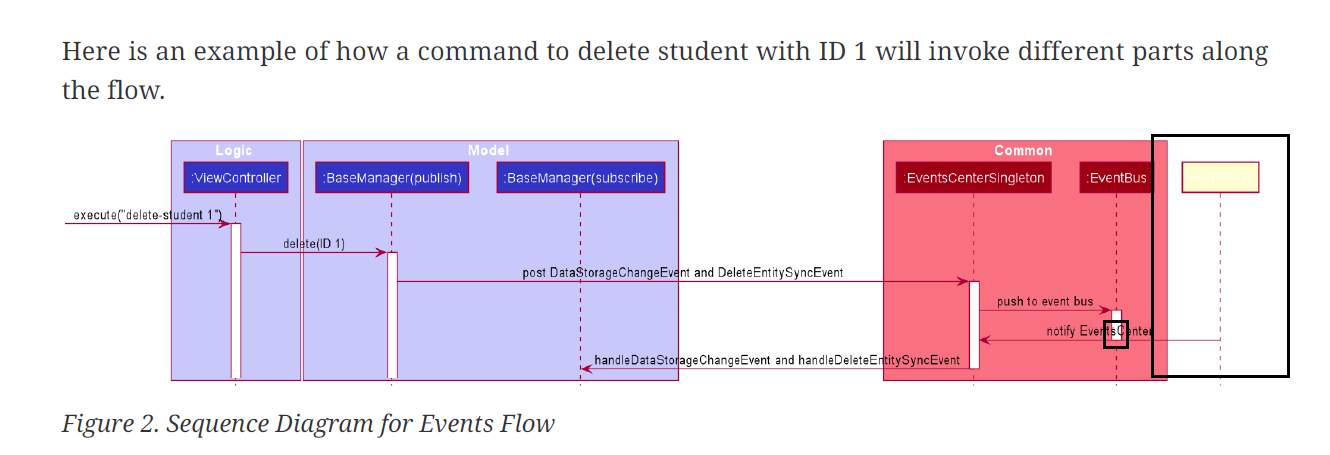 Here is an example of how a command to delete student with ID 1 will invoke different parts along
the flow.
Logic
Model
Common
:ViewController
:BaseManager(publish)
:BaseManager(subscribe)
:EventsCenterSingleton
:EventBus
execute("delete-student 1")
delete(ID 1)
post DataStorageChangeEvent and DeleteEntitySyncEvent
push to event bus
notify EventsCenter
handleDataStorageChangeEvent and handleDeleteEntitySyncEvent
Figure 2. Sequence Diagram for Events Flow